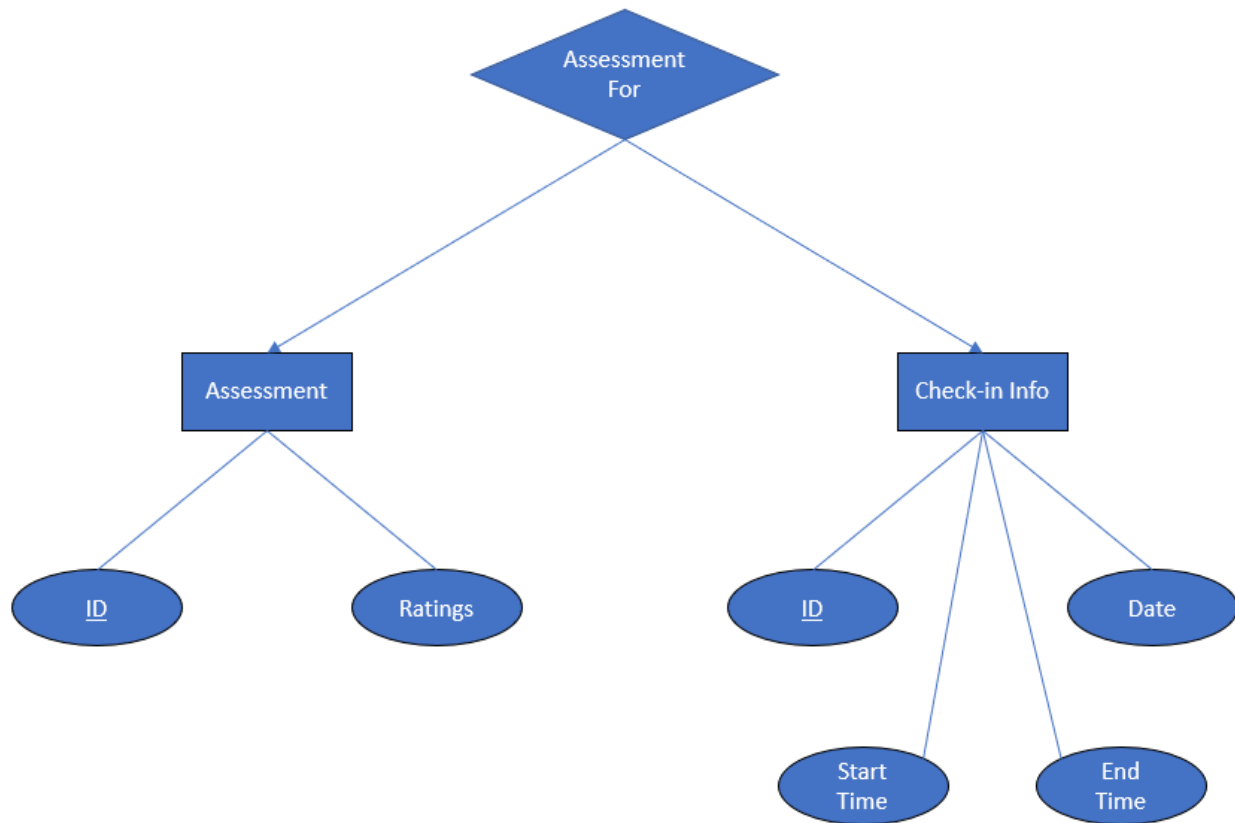 Assessment
For
Assessment
Check-in Info
ID
Ratings
ID
Date
Start
Time
End
Time